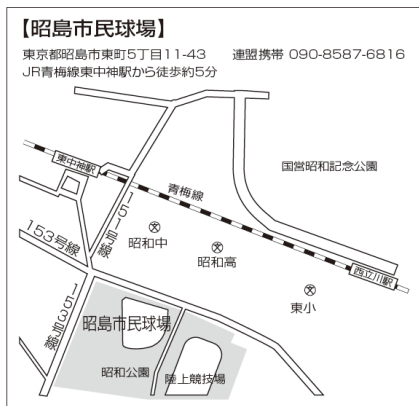 【昭島市民球場】
東京都昭島市東町5丁目11-43　連盟携帯 090-8587-6816
JR青梅線東中神駅から徒歩約5分
国営昭和記念公園
東中神駅
青梅線
151号線
昭和中
153号線
昭和高
西立川駅
東小
153号線
昭島市民球場
昭和公園
陸上競技場